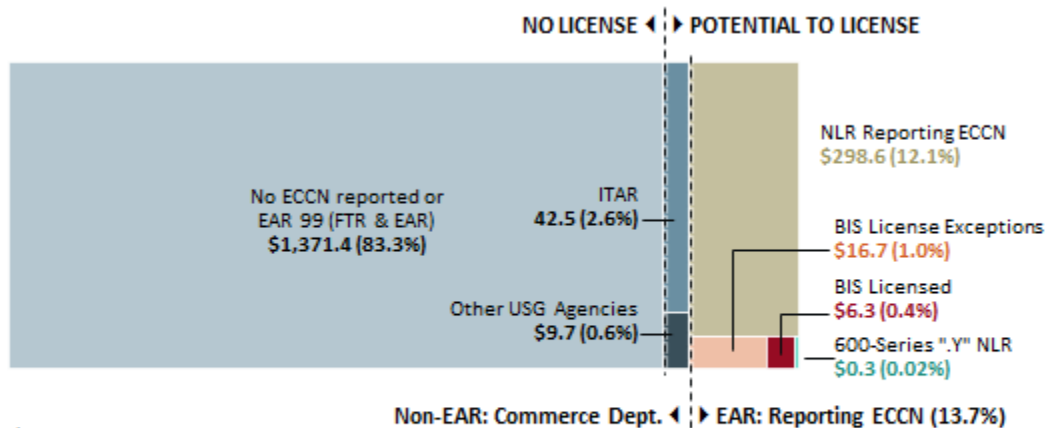 NO LICENSE
POTENTIAL TO LICENSE
No ECCN reported or
EAR 99 (FTR & EAR)
$1,371.4 (83.3%)
ITAR
42.5 (2.6%)
Other USG Agencies
$9.7 (0.6%)
NLR Reporting ECCN
$298.6 (12.1%)
BIS License Exceptions
$16.7 (1.0%)
BIS Licensed
$6.3 (0.4%)
600-Series ".Y" NLR
$0.3 (0.02%)
Non-EAR: Commerce Dept.
EAR: Reporting ECCN (13.7%)